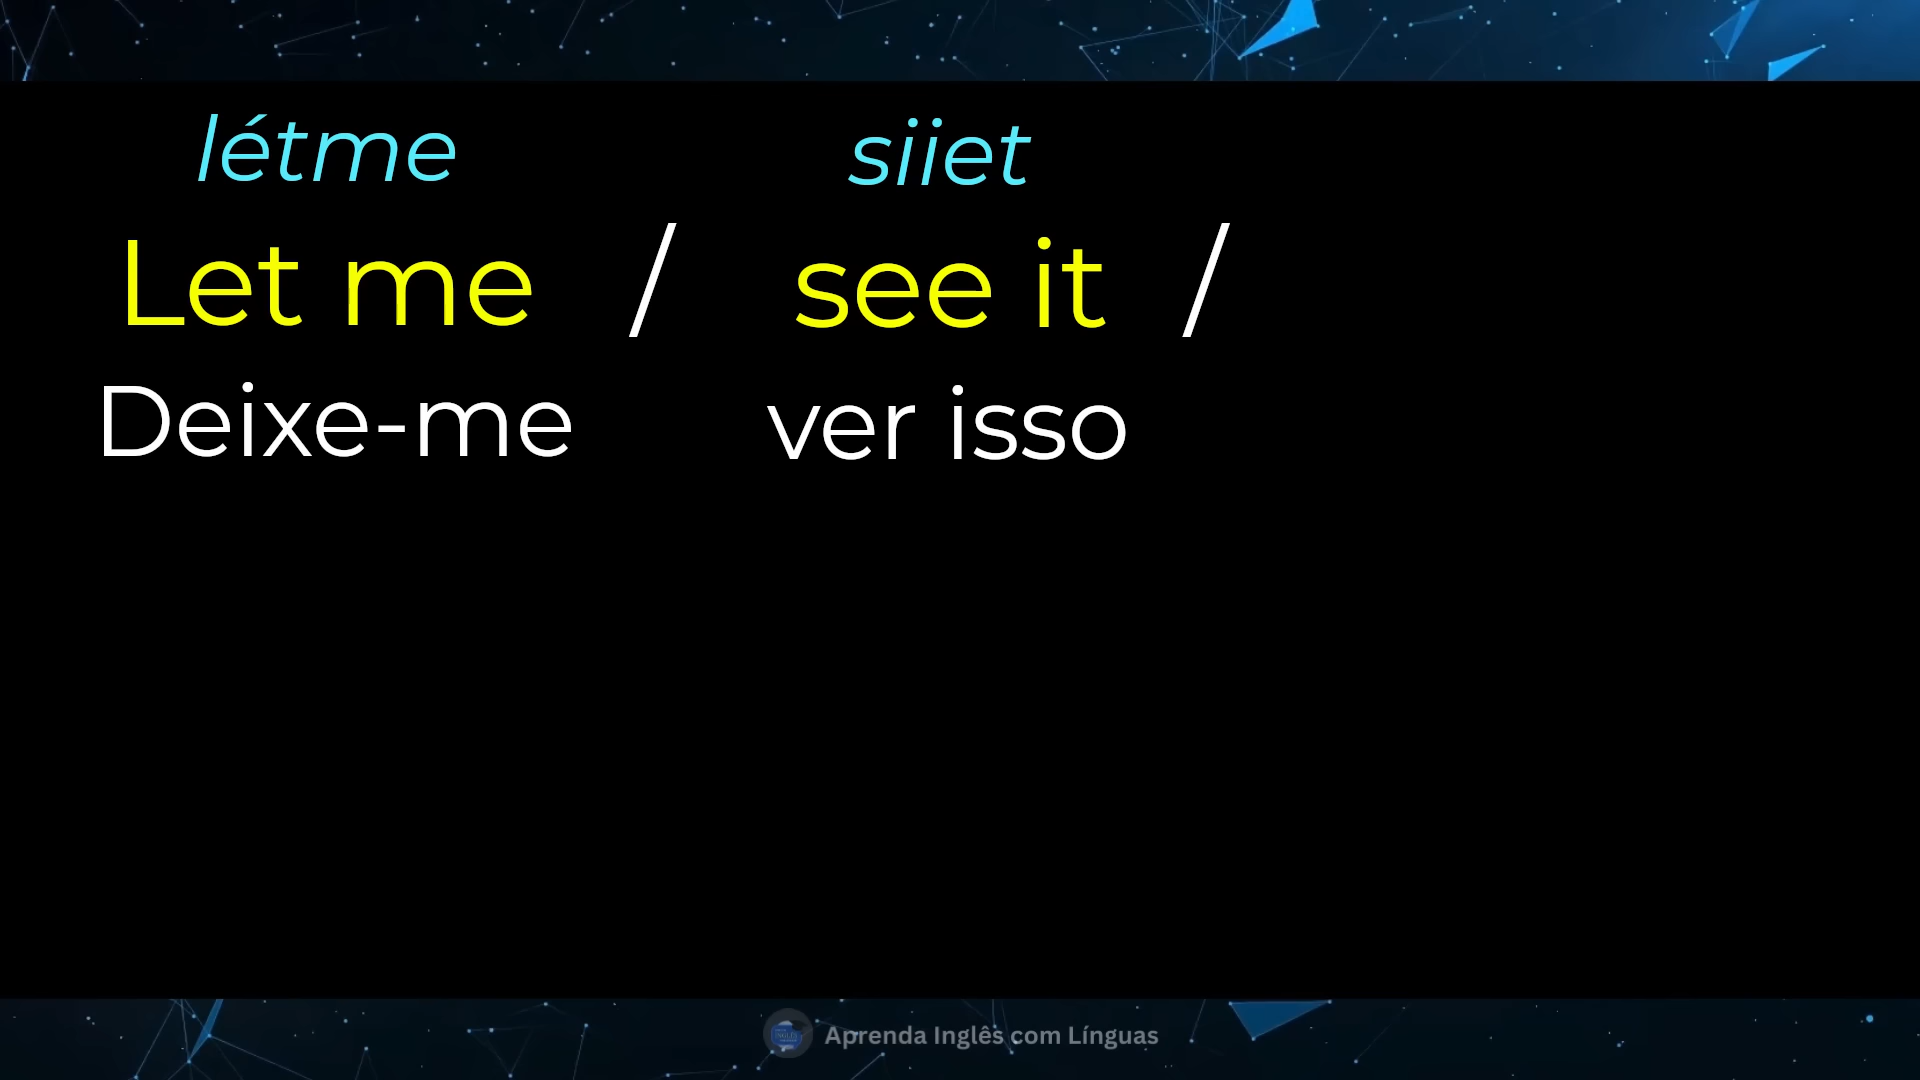 létme siiet
Let me / see it /
Deixe-me ver isso
Aprenda Inglês com Línguas